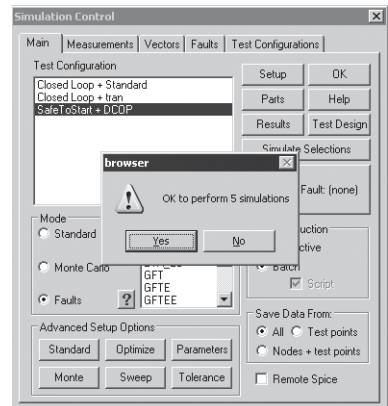 Simulation Control
Main
Measurements
Vectors
Faults
Test Configurations
Test Configuration
Closed Loop + Standard
Closed Loop + tran
SafeToStart + DCOP
Setup
OK
Parts
Help
Results
Test Design
Simulate Selections
browser
OK to perform 5 simulations
Yes
No
Fault: (none)
Mode
Standard
Monte Carlo
Faults
?
GFT
GFTE
GFTEE
Batch
Script
Advanced Setup Options
Standard
Optimize
Parameters
Monte
Sweep
Tolerance
Save Data From:
All
Test points
Nodes + test points
Remote Spice